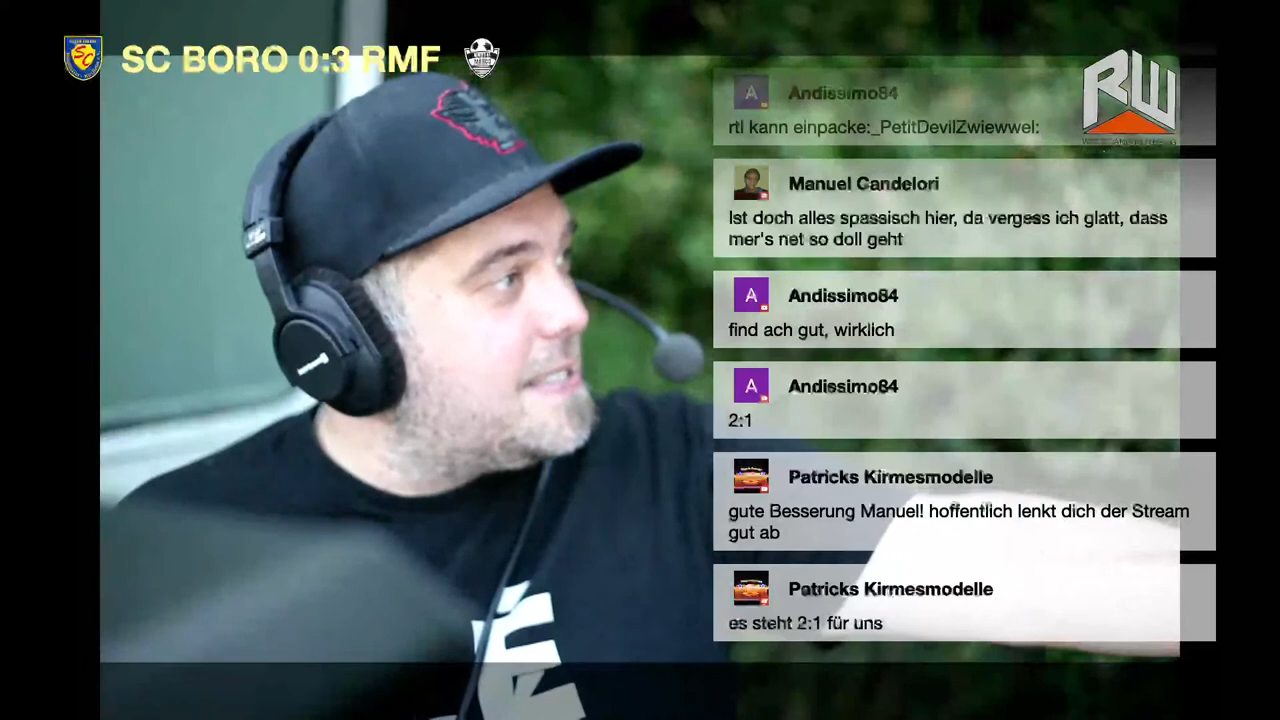 SC BORO 0:3 RMF
RW
A Andissimo84
rtl kann einpacke:_PetitDevilZwiewwel:
Manuel Candelori
Ist doch alles spassisch hier, da vergess ich glatt, dass
mer's net so doll geht
A Andissimo84
find ach gut, wirklich
A Andissimo84
2:1
Patricks Kirmesmodelle
gute Besserung Manuel! hoffentlich lenkt dich der Stream
gut ab
Patricks Kirmesmodelle
es steht 2:1 für uns